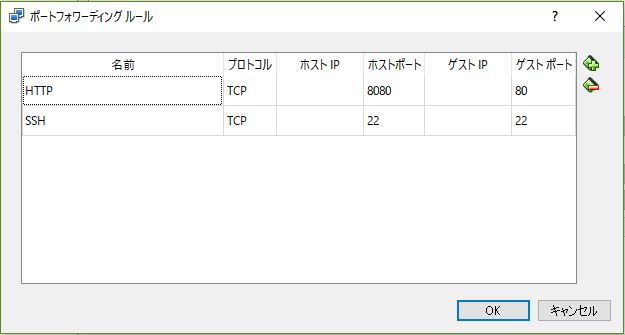 ポートフォワーディング ルール ?
名前 プロトコル ホスト IP ホストポート ゲスト IP ゲスト ポート
HTTP TCP 8080 80
SSH TCP 22 22
OK キャンセル